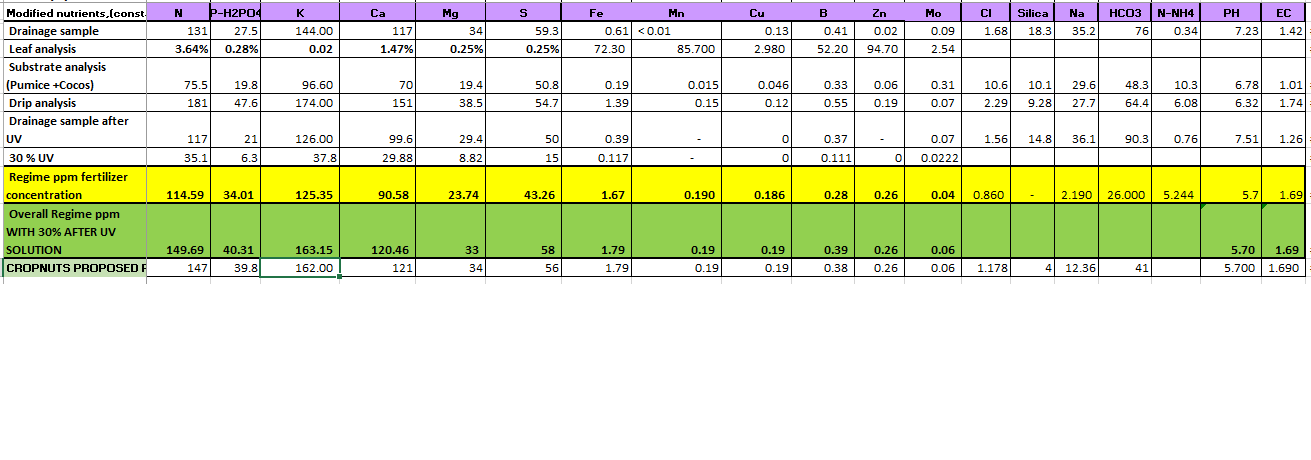 Modified nutrients,(const. N P-H2PO4 K Ca Mg S Fe Mn Cu B Zn Mo Cl Silica Na HCO3 N-NH4 PH EC
Drainage sample 131 27.5 144.00 117 34 59.3 0.61 <0.01 0.13 0.41 0.02 0.09 1.68 18.3 35.2 76 0.34 7.23 1.42
Leaf analysis 3.64% 0.28% 0.02 1.47% 0.25% 0.25% 72.30 85.700 2.980 52.20 94.70 2.54
Substrate analysis
(Pumice +Cocos) 75.5 19.8 96.60 70 19.4 50.8 0.19 0.015 0.046 0.33 0.06 0.31 10.6 10.1 29.6 48.3 10.3 6.78 1.01
Drip analysis 181 47.6 174.00 151 38.5 54.7 1.39 0.15 0.12 0.55 0.19 0.07 2.29 9.28 27.7 64.4 6.08 6.32 1.74
Drainage sample after
UV 117 21 126.00 99.6 29.4 50 0.39 - 0 0.37 - 0.07 1.56 14.8 36.1 90.3 0.76 7.51 1.26
30 % UV 35.1 6.3 37.8 29.88 8.82 15 0.117 - 0 0.111 0 0.0222
Regime ppm fertilizer
concentration 114.59 34.01 125.35 90.58 23.74 43.26 1.67 0.190 0.186 0.28 0.26 0.04 0.860 - 2.190 26.000 5.244 5.7 1.69
Overall Regime ppm
WITH 30% AFTER UV
SOLUTION 149.69 40.31 163.15 120.46 33 58 1.79 0.19 0.19 0.39 0.26 0.06 5.70 1.69
CROPNUTS PROPOSED 147 39.8 162.00 121 34 56 1.79 0.19 0.19 0.38 0.26 0.06 1.178 4 12.36 41 5.700 1.690